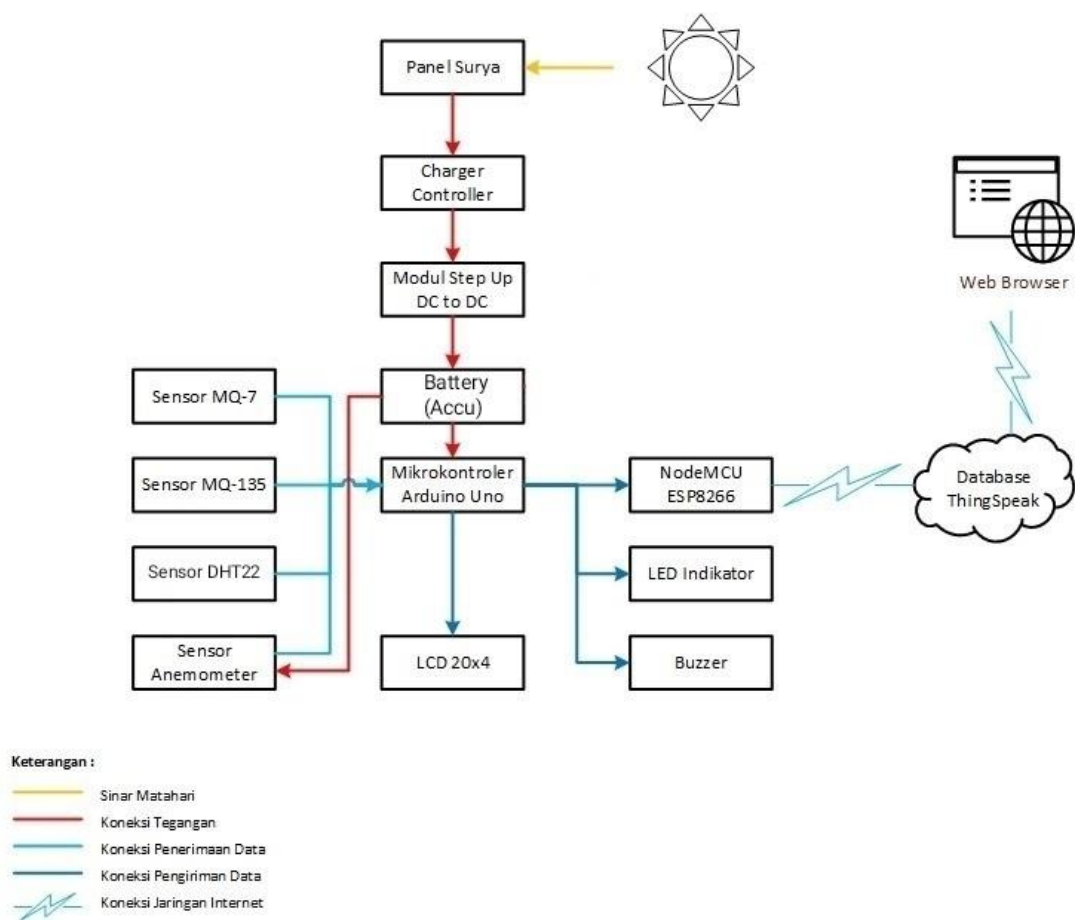 Panel Surya
Charger
Controller
Modul Step Up
DC to DC
Battery
(Accu)
Sensor MQ-7
Sensor MQ-135
Mikrokontroler
Arduino Uno
NodeMCU
ESP8266
Database
ThingSpeak
Web Browser
Sensor DHT22
LED Indikator
Sensor
Anemometer
LCD 20x4
Buzzer
Keterangan :
Sinar Matahari
Koneksi Tegangan
Koneksi Penerimaan Data
Koneksi Pengiriman Data
Koneksi Jaringan Internet